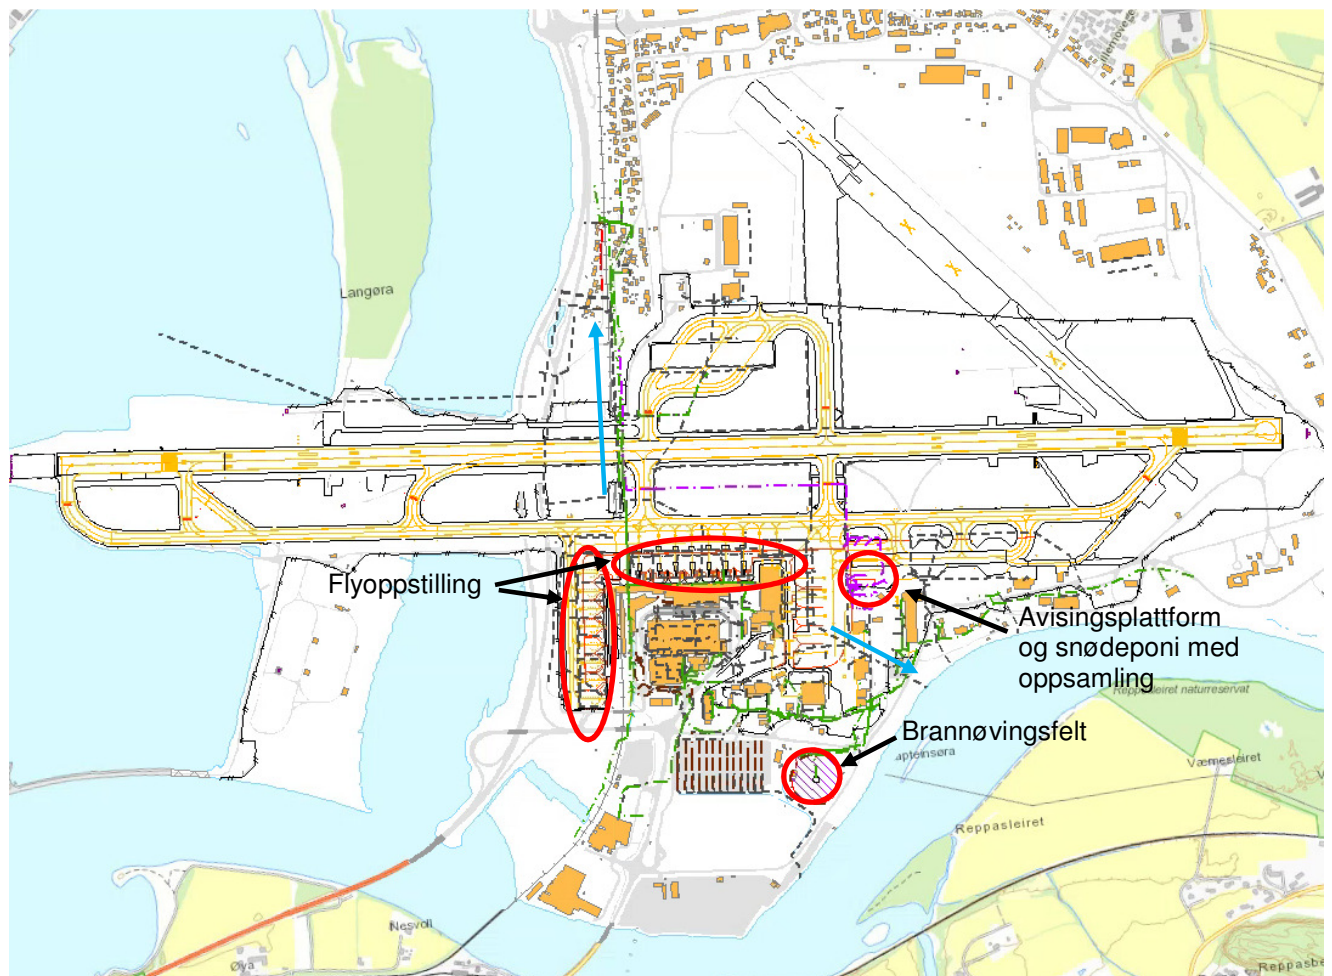 Langøra
Flyoppstilling
Avisingsplattform
og snødeponi med
oppsamling
Reppasleiret naturreservat
Brannøvingsfelt
Værnesleiret
Reppasleiret
Nesvoll
Øya